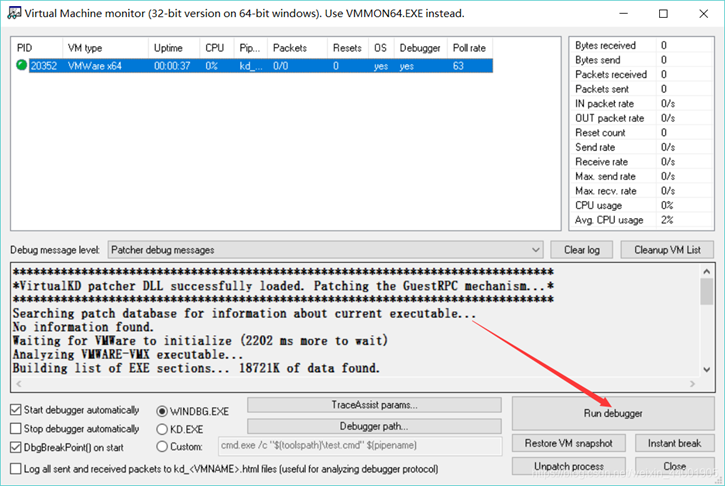 Virtual Machine monitor (32-bit version on 64-bit windows). Use VMMON64.EXE instead.
PID VM type Uptime CPU Pip... Packets Resets OS Debugger Poll rate
20352 VMWare x64 00:00:37 0% kd_... 0/0 0 yes yes 63
Bytes received 0
Bytes send 0
Packets received 0
Packets sent 0
IN packet rate 0/s
OUT packet rate 0/s
Reset count 0
Send rate 0/s
Receive rate 0/s
Max. send rate 0/s
Max. recv. rate 0/s
CPU usage 0%
Avg. CPU usage 2%
Debug message level: Patcher debug messages Clear log Cleanup VM List
************************************************************************
*VirtualKD patcher DLL successfully loaded. Patching the GuestRPC mechanism...*
************************************************************************
Searching patch database for information about current executable...
No information found.
Waiting for VMWare to initialize (2202 ms more to wait)
Analyzing VMWARE-VMX executable...
Building list of EXE sections... 18721K of data found.
Start debugger automatically WINDBG.EXE TraceAssist params... Run debugger
Stop debugger automatically KD.EXE Debugger path...
DbgBreakPoint() on start Custom: cmd.exe /c "$(toolspath)\test.cmd" $(pipename) Restore VM snapshot Instant break
Log all sent and received packets to kd_<VMNAME>.html files (useful for analyzing debugger protocol) Unpatch process Close